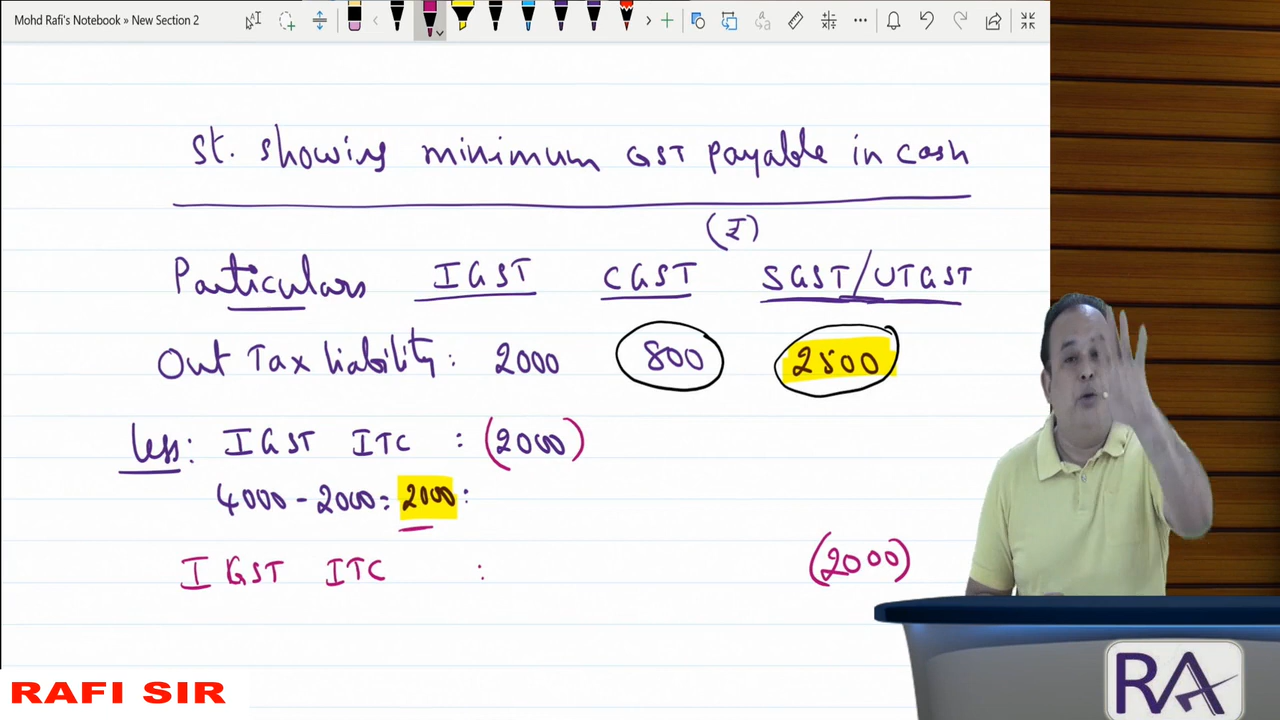 Mohd Rafi's Notebook » New Section 2
St. showing minimum GST payable in cash
(₹)
Particulars IGST CGST SGST/UTGST
Out Tax liability: 2000 800 2500
less: IGST ITC : (2000)
4000 - 2000 = 2000 :
IGST ITC : (2000)
RAFI SIR
RA